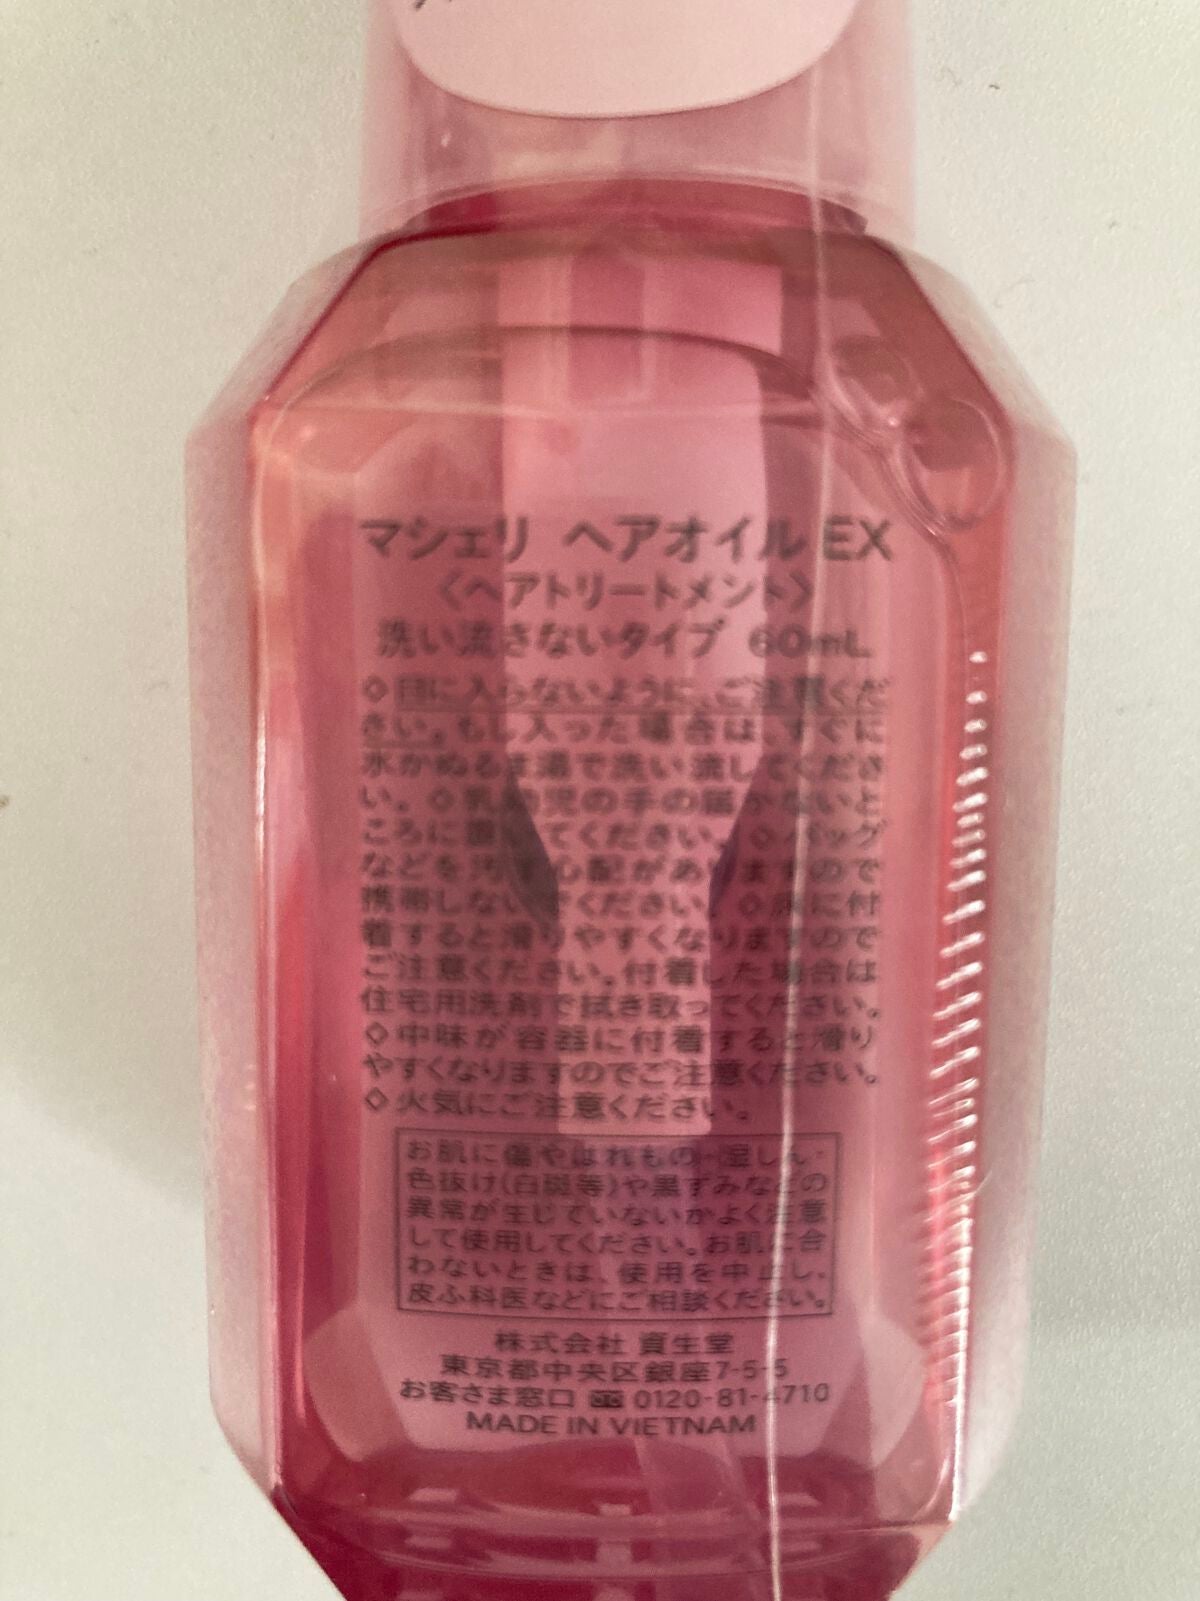 マシェリ ヘアオイル EX
〈ヘアトリートメント〉
洗い流さないタイプ 60mL
◇目に入らないように、ご注意くだ
さい。もし入った場合は、すぐに
水かぬるま湯で洗い流してくださ
い。◇乳幼児の手の届かないと
ころに置いてください。◇バッグ
などを汚す心配がありますので
携帯しないでください。◇床に付
着すると滑りやすくなりますので
ご注意ください。付着した場合は
住宅用洗剤で拭き取ってください。
◇中味が容器に付着すると滑り
やすくなりますのでご注意ください。
◇火気にご注意ください。
お肌に傷やはれもの・湿しん・
色抜け(白斑等)や黒ずみなどの
異常が生じていないかよく注意
して使用してください。お肌に合
わないときは、使用を中止し、
皮ふ科医などにご相談ください。
株式会社 資生堂
東京都中央区銀座7-5-5
お客さま窓口 0120-81-4710
MADE IN VIETNAM